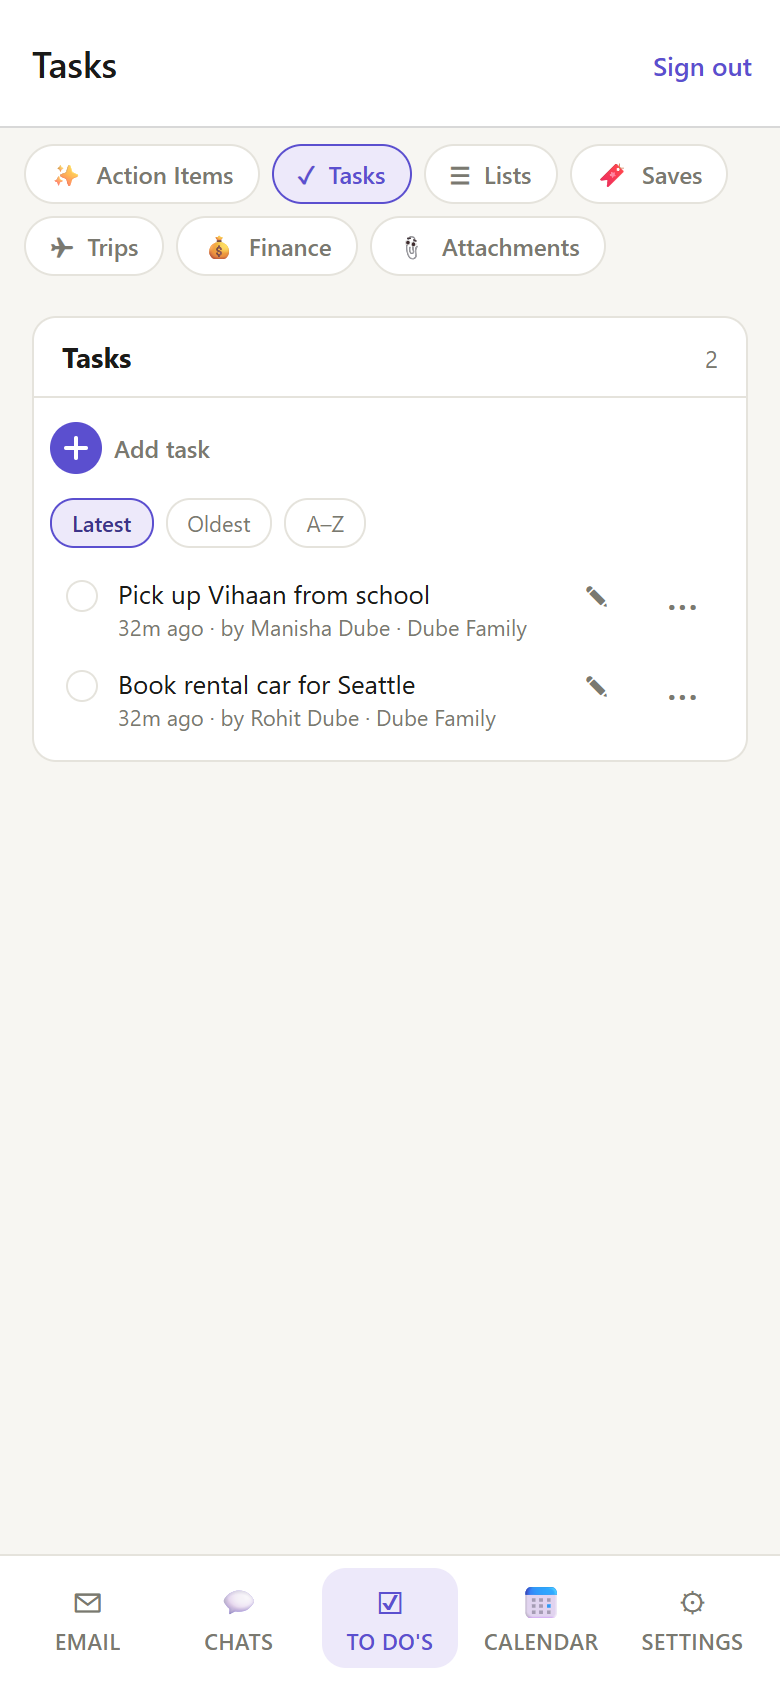 Tasks
Sign out
Action Items
Tasks
Lists
Saves
Trips
Finance
Attachments
Tasks
2
Add task
Latest
Oldest
A–Z
Pick up Vihaan from school
32m ago · by Manisha Dube · Dube Family
Book rental car for Seattle
32m ago · by Rohit Dube · Dube Family
EMAIL
CHATS
TO DO'S
CALENDAR
SETTINGS